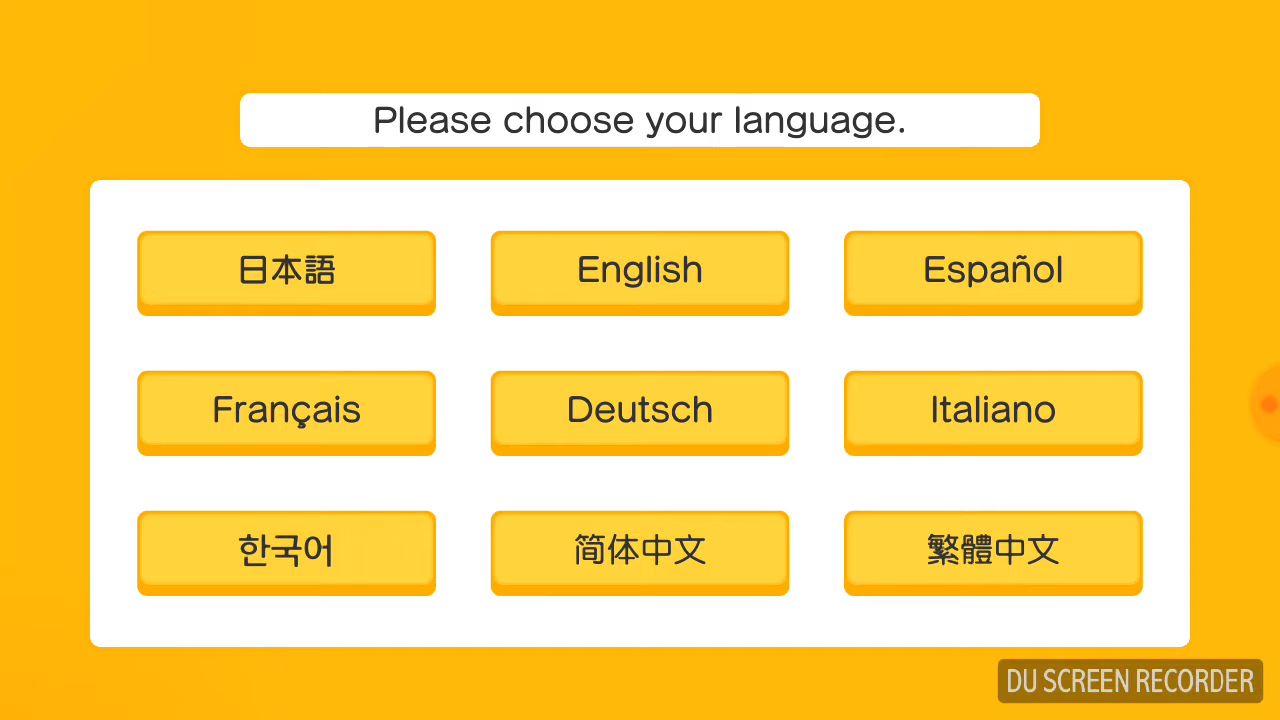 Please choose your language.
日本語
English
Español
Français
Deutsch
Italiano
한국어
简体中文
繁體中文
DU SCREEN RECORDER